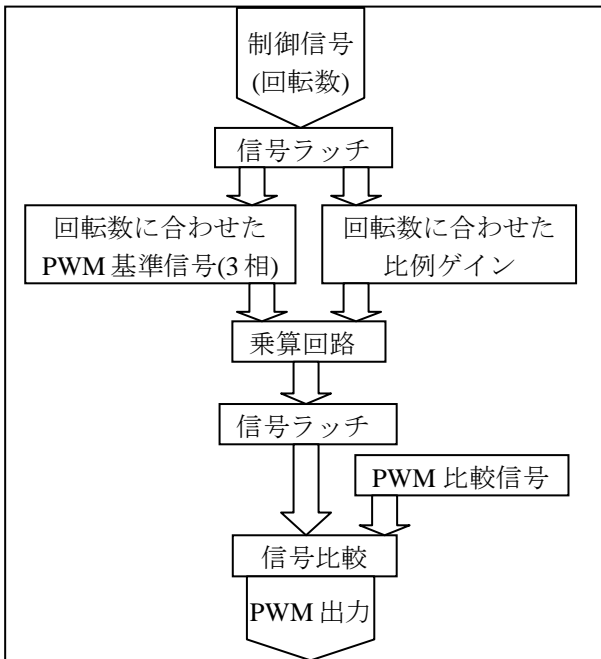 制御信号
(回転数)
信号ラッチ
回転数に合わせた
PWM 基準信号(3 相)
回転数に合わせた
比例ゲイン
乗算回路
信号ラッチ
PWM 比較信号
信号比較
PWM 出力